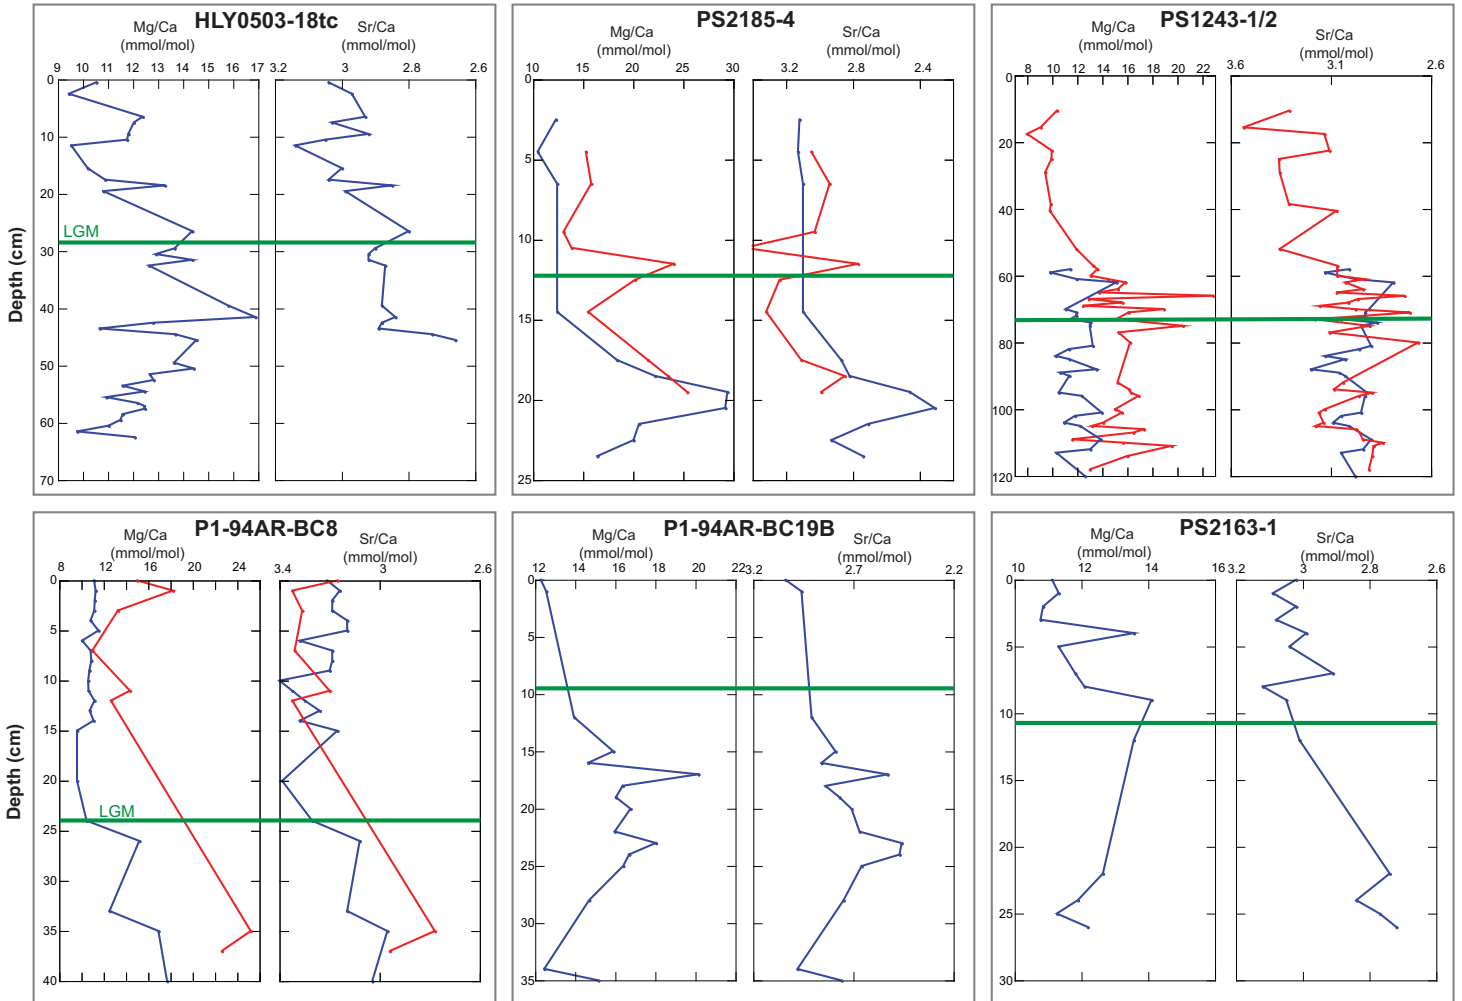 HLY0503-18tc
Mg/Ca
(mmol/mol)
Sr/Ca
(mmol/mol)
9 10 11 12 13 14 15 16 17 3.2 3 2.8 2.6
0
10
20
30
40
50
60
70
LGM
Depth (cm)
PS2185-4
Mg/Ca
(mmol/mol)
Sr/Ca
(mmol/mol)
10 15 20 25 30 3.2 2.8 2.4
0
5
10
15
20
25
PS1243-1/2
Mg/Ca
(mmol/mol)
Sr/Ca
(mmol/mol)
8 10 12 14 16 18 20 22 3.6 3.1 2.6
0
20
40
60
80
100
120
P1-94AR-BC8
Mg/Ca
(mmol/mol)
Sr/Ca
(mmol/mol)
8 12 16 20 24 3.4 3 2.6
0
5
10
15
20
25
30
35
40
LGM
Depth (cm)
P1-94AR-BC19B
Mg/Ca
(mmol/mol)
Sr/Ca
(mmol/mol)
12 14 16 18 20 22 3.2 2.7 2.2
0
5
10
15
20
25
30
35
PS2163-1
Mg/Ca
(mmol/mol)
Sr/Ca
(mmol/mol)
10 12 14 16 3.2 3 2.8 2.6
0
5
10
15
20
25
30